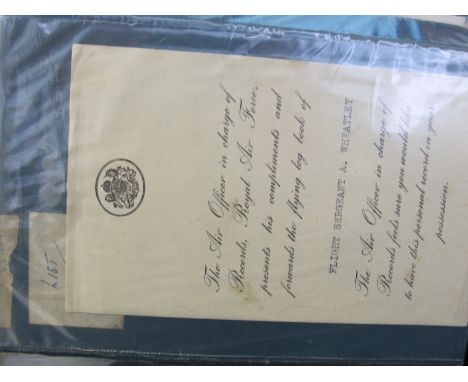 The Air Officer in charge of
Records, Royal Air Force,
presents his compliments and
forwards the flying log book of
FLIGHT SERGEANT A. WHEATLEY
The Air Officer in charge of
Records feels sure you would like
to have this personal record in your
possession.